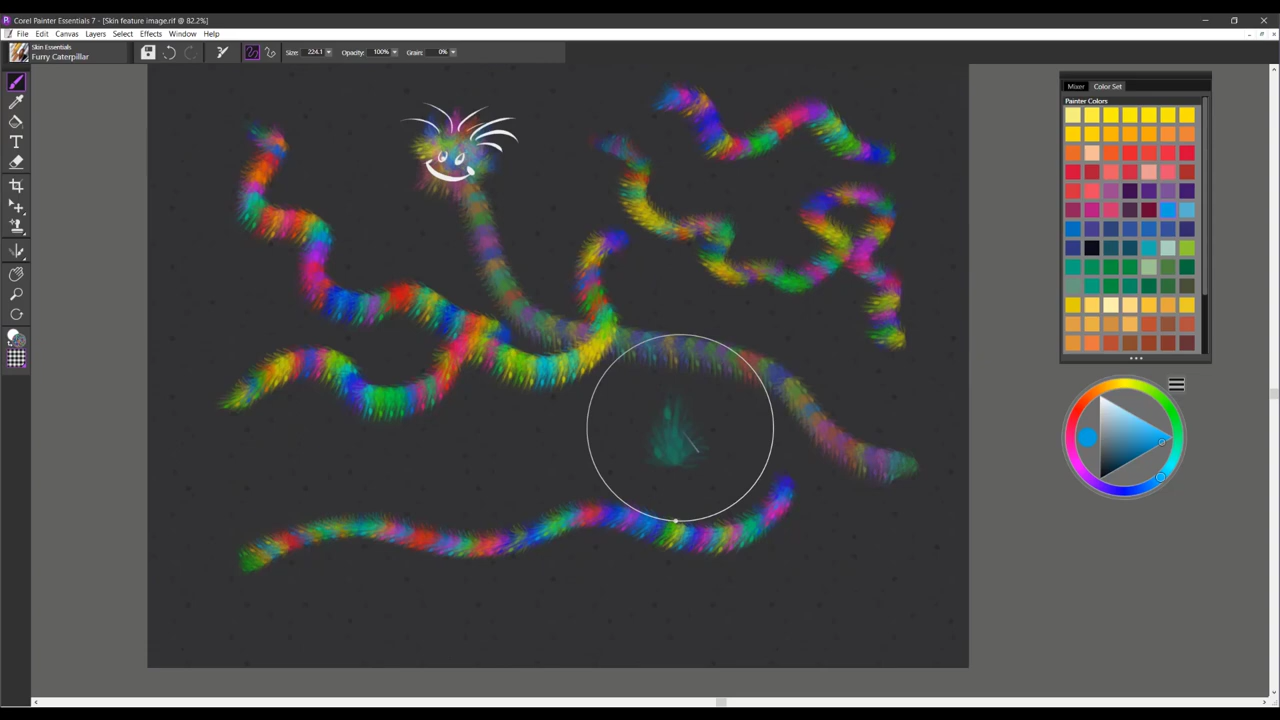 Corel Painter Essentials 7 - [Skin feature image.rif @ 82.2%]
File Edit Canvas Layers Select Effects Window Help
Skin Essentials
Furry Caterpillar
Size: 224.1 Opacity: 100% Grain: 0%
Mixer Color Set
Painter Colors